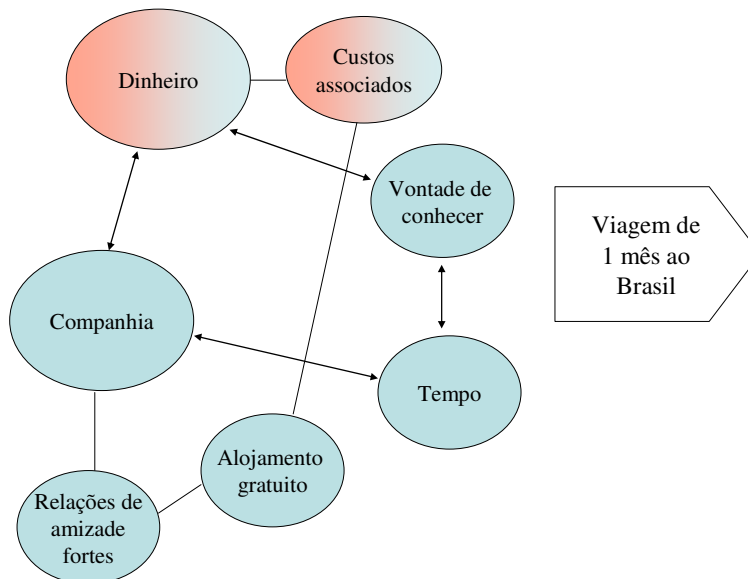 Dinheiro
Custos
associados
Vontade de
conhecer
Viagem de
1 mês ao
Brasil
Companhia
Tempo
Alojamento
gratuito
Relações de
amizade
fortes